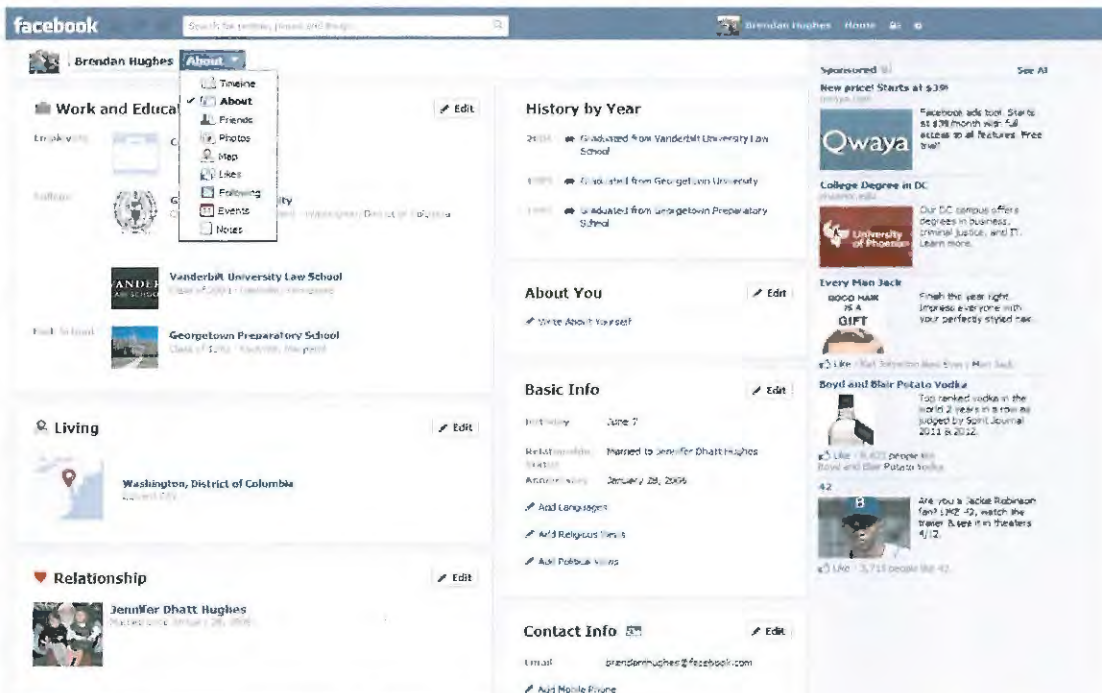 facebook
Brendan Hughes Home
Brendan Hughes About
Timeline
About
Friends
Photos
Map
Likes
Following
Events
Notes
Work and Educa
Edit
College
Vanderbilt University Law School
Georgetown Preparatory School
Living
Edit
Washington, District of Columbia
Relationship
Edit
Jennifer Dhatt Hughes
History by Year
Graduated from Vanderbilt University Law
School
Graduated from Georgetown University
Graduated from Georgetown Preparatory
School
About You
Edit
Write About Yourself
Basic Info
Edit
Birthday June 7
Relationship Married to Jennifer Dhatt Hughes
Status
Anniversary January 28, 2006
Add Languages
Add Religious Views
Add Political Views
Contact Info
Edit
Email brendanhughes@facebook.com
Add Mobile Phone
Sponsored See All
New price! Starts at $39!
Facebook ads tool. Starts
at $39/month with full
access to all features. Free
trial!
Qwaya
College Degree in DC
phoenix.edu
Our DC campus offers
degrees in business,
criminal justice, and IT.
Learn more.
University
of Phoenix
Every Man Jack
GOOD HAIR
IS A
GIFT
Finish the year right.
Impress everyone with
your perfectly styled hair.
Like
Boyd and Blair Potato Vodka
Top ranked vodka in the
world 2 years in a row as
judged by Spirit Journal
2011 & 2012.
Like people like
Boyd and Blair Potato Vodka
42
Are you a Jackie Robinson
fan? LIKE 42, watch the
trailer & see it in theaters
4/12.
B
Like people like 42.